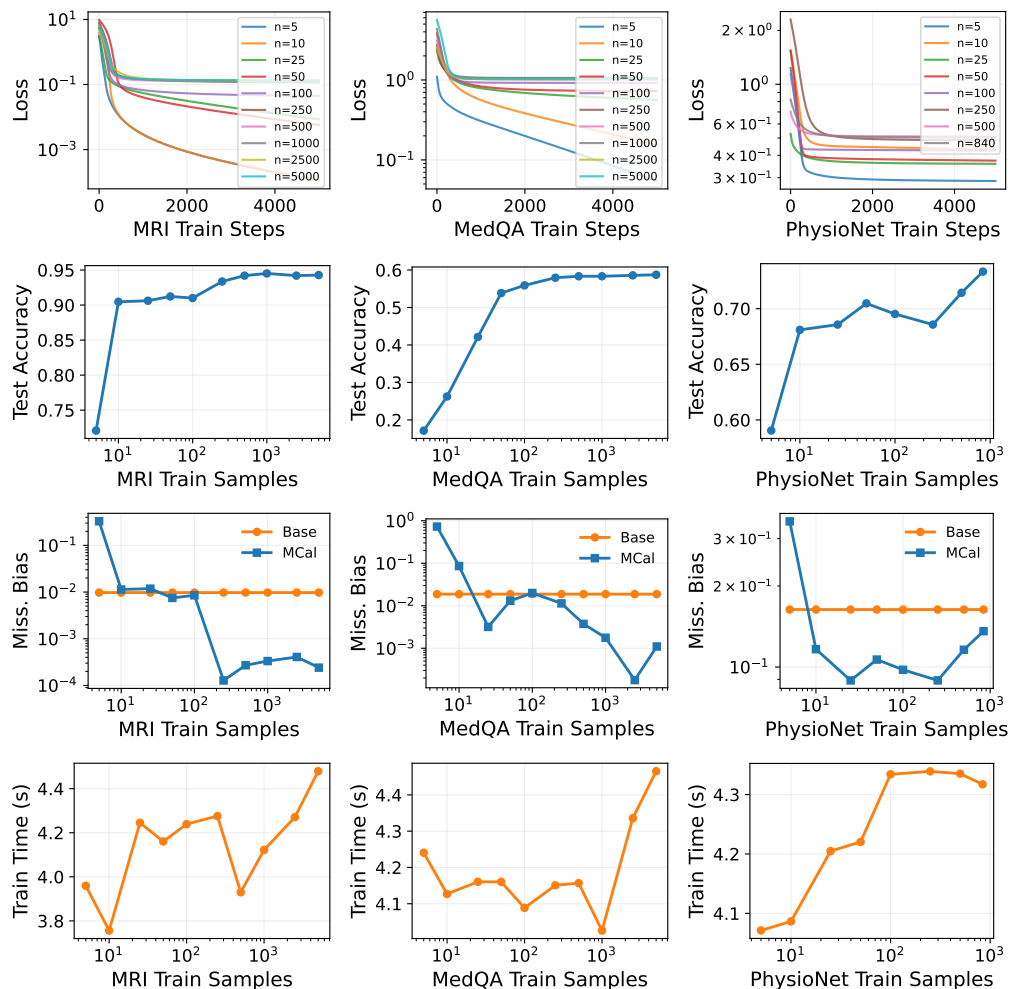 Loss
10^1
10^-1
10^-3
n=5
n=10
n=25
n=50
n=100
n=250
n=500
n=1000
n=2500
n=5000
0
2000
4000
MRI Train Steps
Loss
10^0
10^-1
n=5
n=10
n=25
n=50
n=100
n=250
n=500
n=1000
n=2500
n=5000
0
2000
4000
MedQA Train Steps
Loss
2 × 10^0
10^0
6 × 10^-1
4 × 10^-1
3 × 10^-1
n=5
n=10
n=25
n=50
n=100
n=250
n=500
n=840
0
2000
4000
PhysioNet Train Steps
Test Accuracy
0.95
0.90
0.85
0.80
0.75
10^1
10^2
10^3
MRI Train Samples
Test Accuracy
0.6
0.5
0.4
0.3
0.2
10^1
10^2
10^3
MedQA Train Samples
Test Accuracy
0.70
0.65
0.60
10^1
10^2
10^3
PhysioNet Train Samples
Miss. Bias
10^-1
10^-2
10^-3
10^-4
Base
MCal
10^1
10^2
10^3
MRI Train Samples
Miss. Bias
10^0
10^-1
10^-2
10^-3
Base
MCal
10^1
10^2
10^3
MedQA Train Samples
Miss. Bias
3 × 10^-1
2 × 10^-1
10^-1
Base
MCal
10^1
10^2
10^3
PhysioNet Train Samples
Train Time (s)
4.4
4.2
4.0
3.8
10^1
10^2
10^3
MRI Train Samples
Train Time (s)
4.4
4.3
4.2
4.1
10^1
10^2
10^3
MedQA Train Samples
Train Time (s)
4.3
4.2
4.1
10^1
10^2
10^3
PhysioNet Train Samples